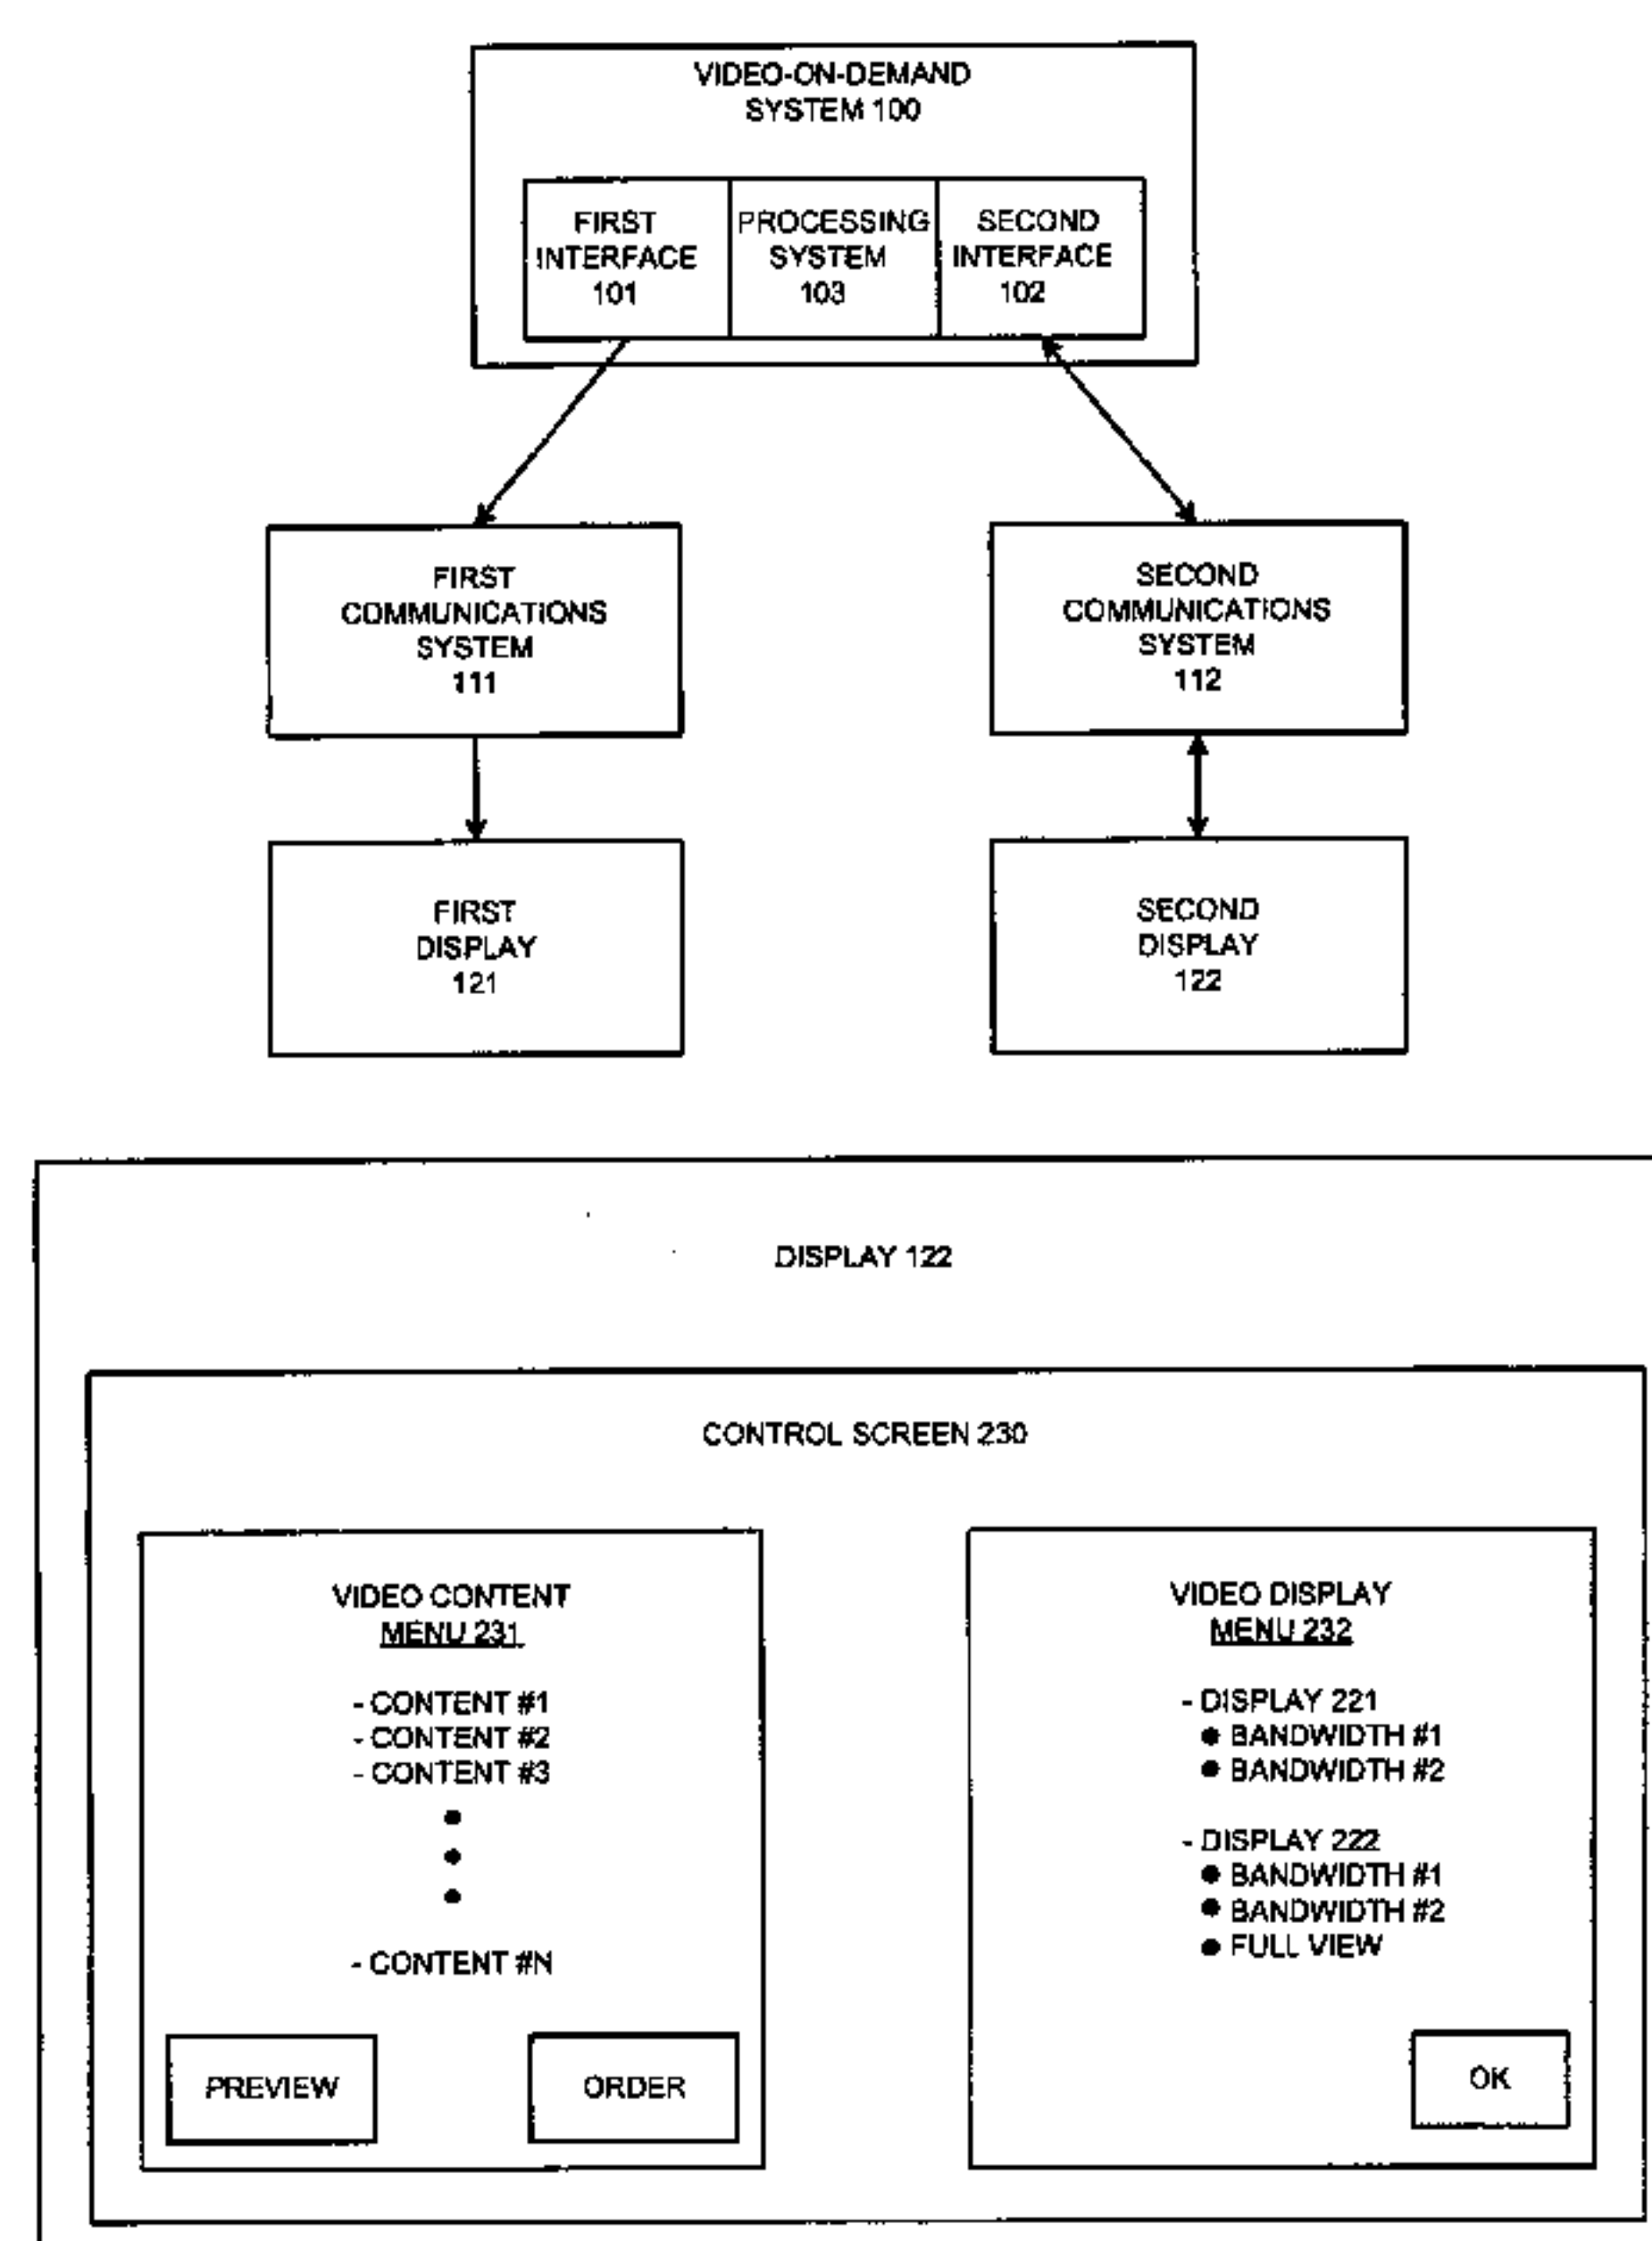 VIDEO-ON-DEMAND
SYSTEM 100
FIRST
INTERFACE
101
PROCESSING
SYSTEM
103
SECOND
INTERFACE
102
FIRST
COMMUNICATIONS
SYSTEM
111
SECOND
COMMUNICATIONS
SYSTEM
112
FIRST
DISPLAY
121
SECOND
DISPLAY
122
DISPLAY 122
CONTROL SCREEN 230
VIDEO CONTENT
MENU 231
- CONTENT #1
- CONTENT #2
- CONTENT #3
- CONTENT #N
PREVIEW
ORDER
VIDEO DISPLAY
MENU 232
- DISPLAY 221
● BANDWIDTH #1
● BANDWIDTH #2
- DISPLAY 222
● BANDWIDTH #1
● BANDWIDTH #2
● FULL VIEW
OK